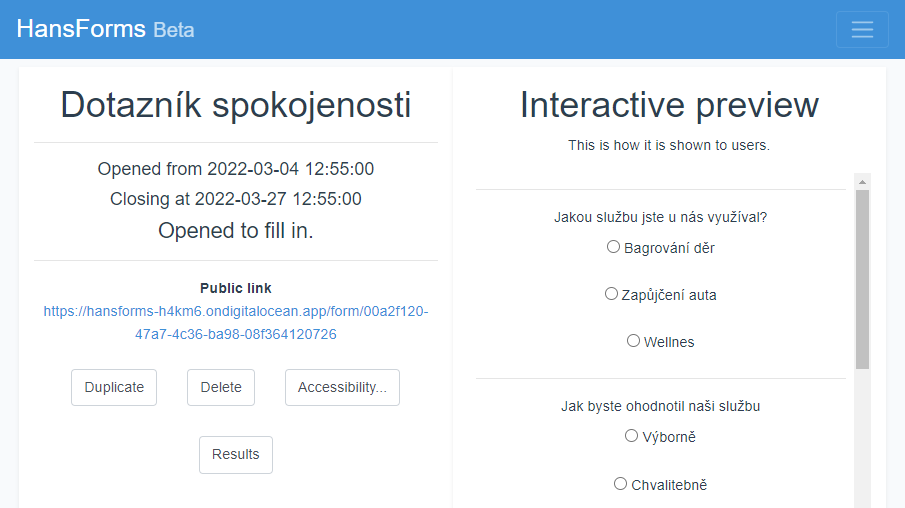 HansForms Beta
Dotazník spokojenosti
Opened from 2022-03-04 12:55:00
Closing at 2022-03-27 12:55:00
Opened to fill in.
Public link
https://hansforms-h4km6.ondigitalocean.app/form/00a2f120-
47a7-4c36-ba98-08f364120726
Duplicate
Delete
Accessibility...
Results
Interactive preview
This is how it is shown to users.
Jakou službu jste u nás využíval?
Bagrování děr
Zapůjčení auta
Wellnes
Jak byste ohodnotil naši službu
Výborně
Chvalitebně